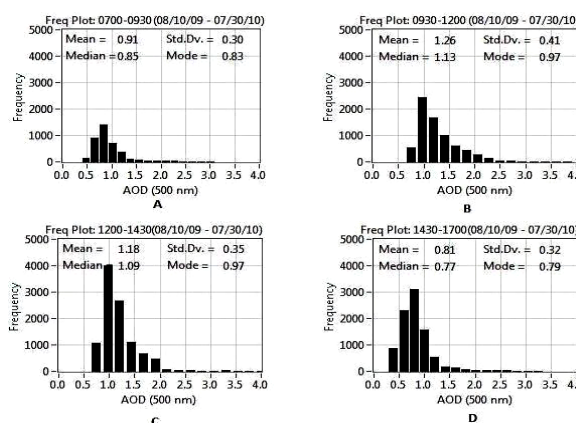 Freq Plot: 0700-0930 (08/10/09 - 07/30/10)
5000
4000
3000
2000
1000
0
Frequency
Mean = 0.91 Std.Dv. = 0.30
Median = 0.85 Mode = 0.83
0.0 0.5 1.0 1.5 2.0 2.5 3.0 3.5 4.0
AOD (500 nm)
A
Freq Plot: 0930-1200 (08/10/09 - 07/30/10
5000
4000
3000
2000
1000
0
Frequency
Mean = 1.26 Std.Dv. = 0.41
Median = 1.13 Mode = 0.97
0.0 0.5 1.0 1.5 2.0 2.5 3.0 3.5 4.0
AOD (500 nm)
B
Freq Plot: 1200-1430(08/10/09 - 07/30/10)
5000
4000
3000
2000
1000
0
Frequency
Mean = 1.18 Std.Dv. = 0.35
Median 1.09 Mode = 0.97
0.0 0.5 1.0 1.5 2.0 2.5 3.0 3.5 4.0
AOD (500 nm)
C
Freq Plot: 1430-1700(08/10/09 - 07/30/10)
5000
4000
3000
2000
1000
0
Frequency
Mean = 0.81 Std.Dv. = 0.32
Median = 0.77 Mode = 0.79
0.0 0.5 1.0 1.5 2.0 2.5 3.0 3.5 4.
AOD (500 nm)
D